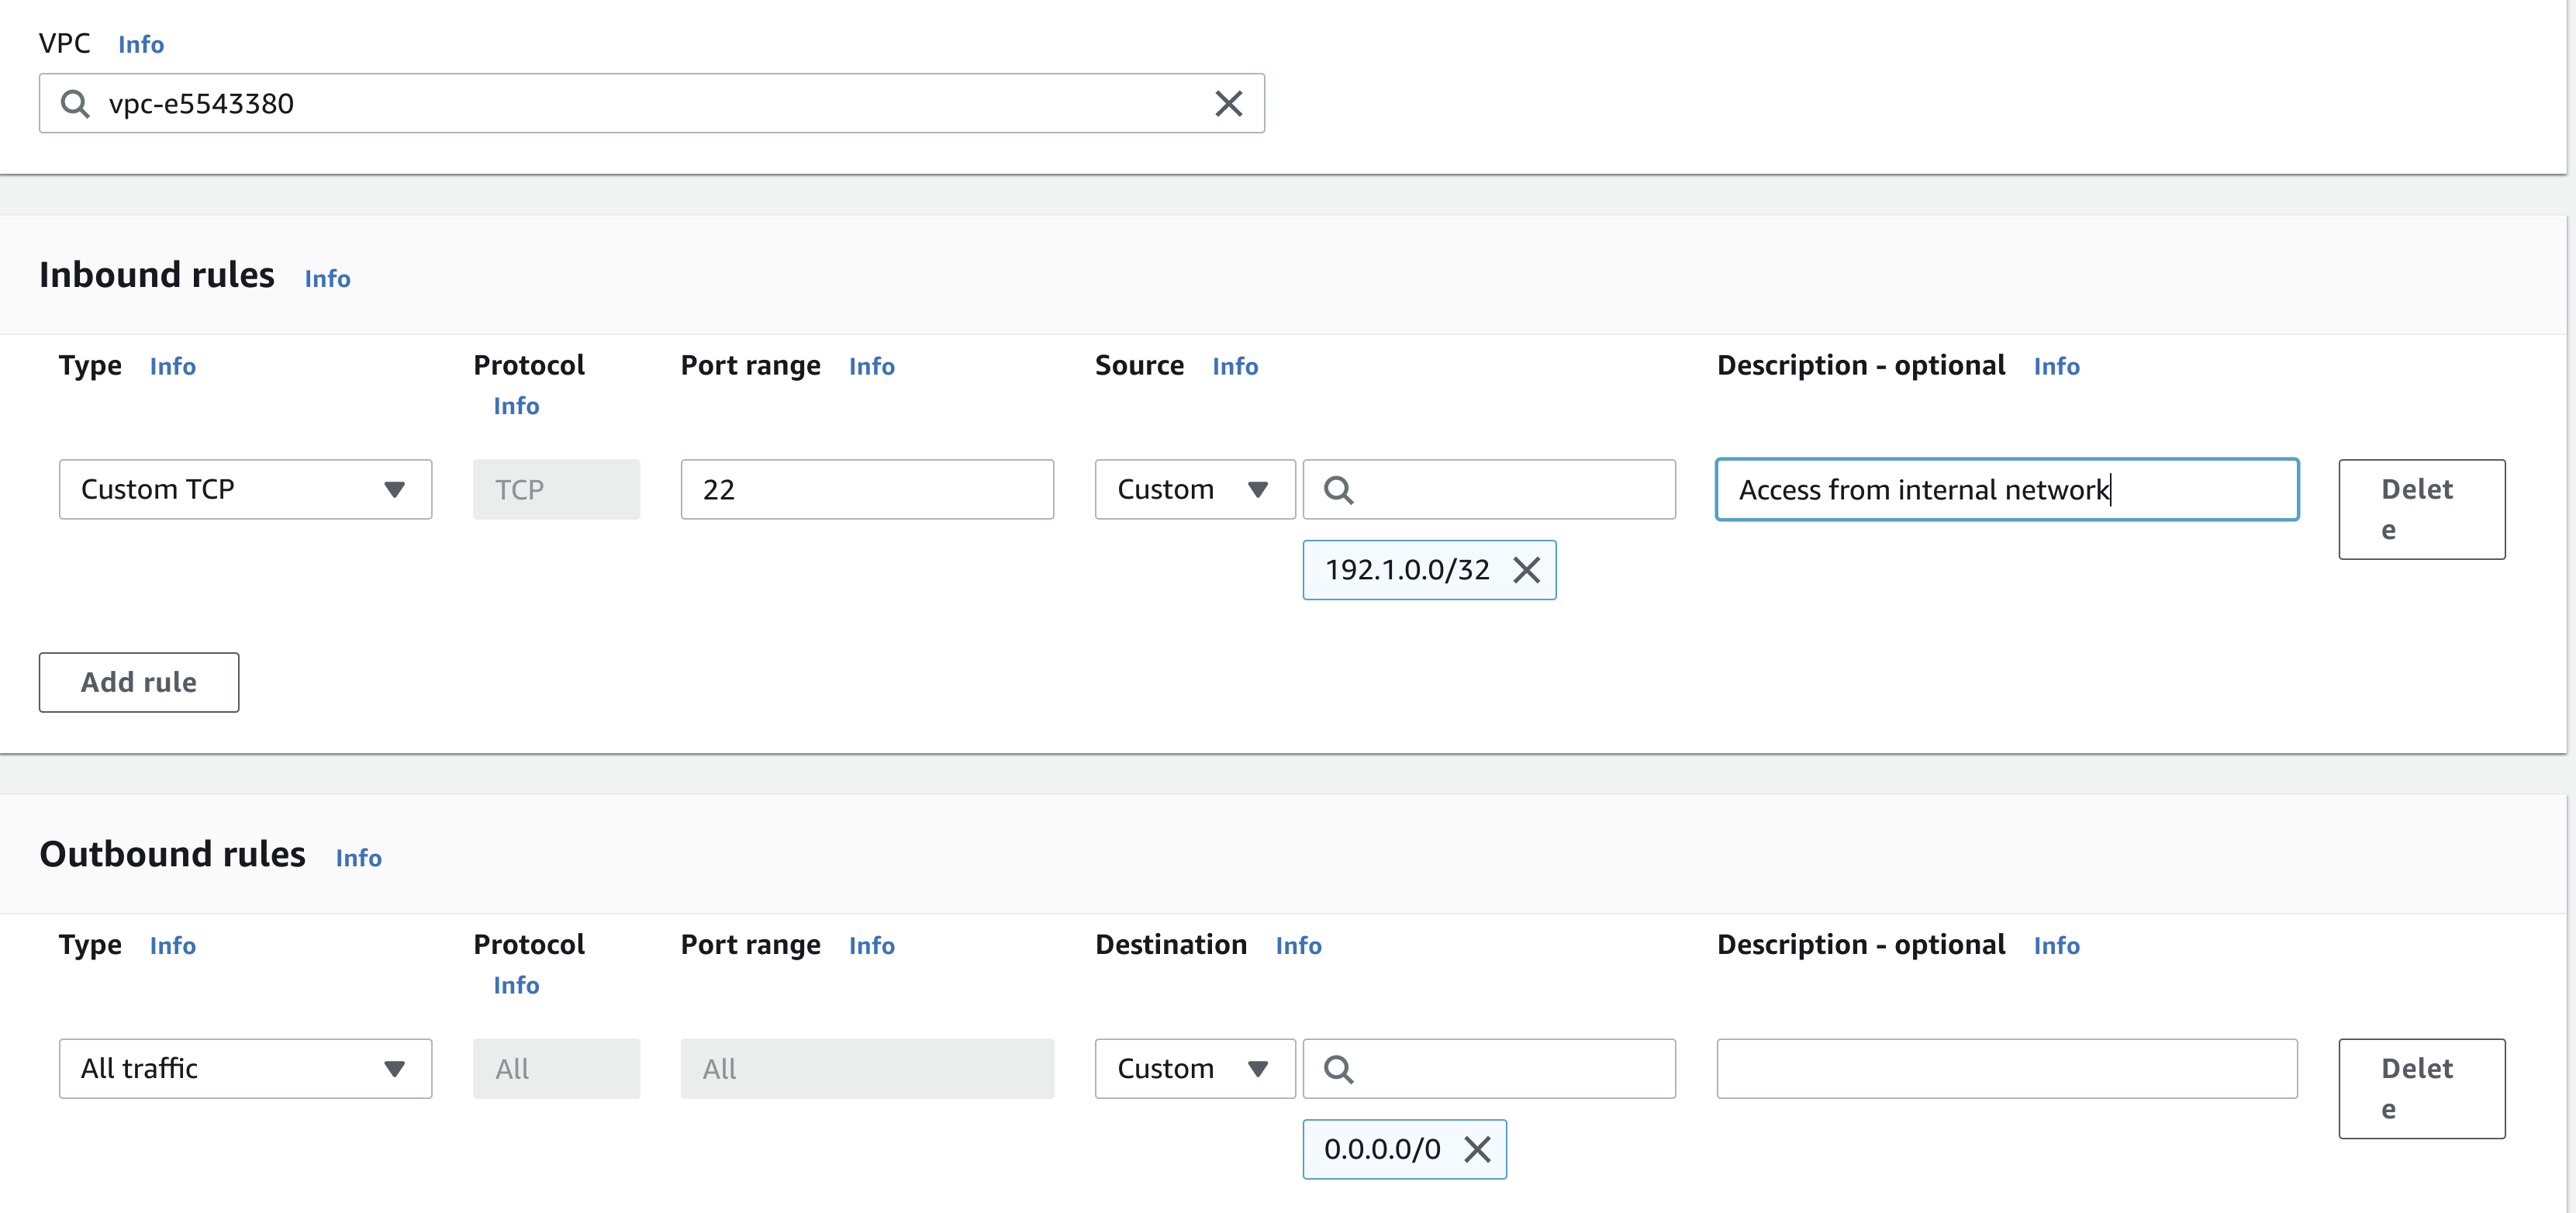 VPC Info
vpc-e5543380
Inbound rules Info
Type Info Protocol Port range Info Source Info Description - optional Info
Info
Custom TCP TCP 22 Custom Access from internal network Delet
e
192.1.0.0/32
Add rule
Outbound rules Info
Type Info Protocol Port range Info Destination Info Description - optional Info
Info
All traffic All All Custom Delet
e
0.0.0.0/0